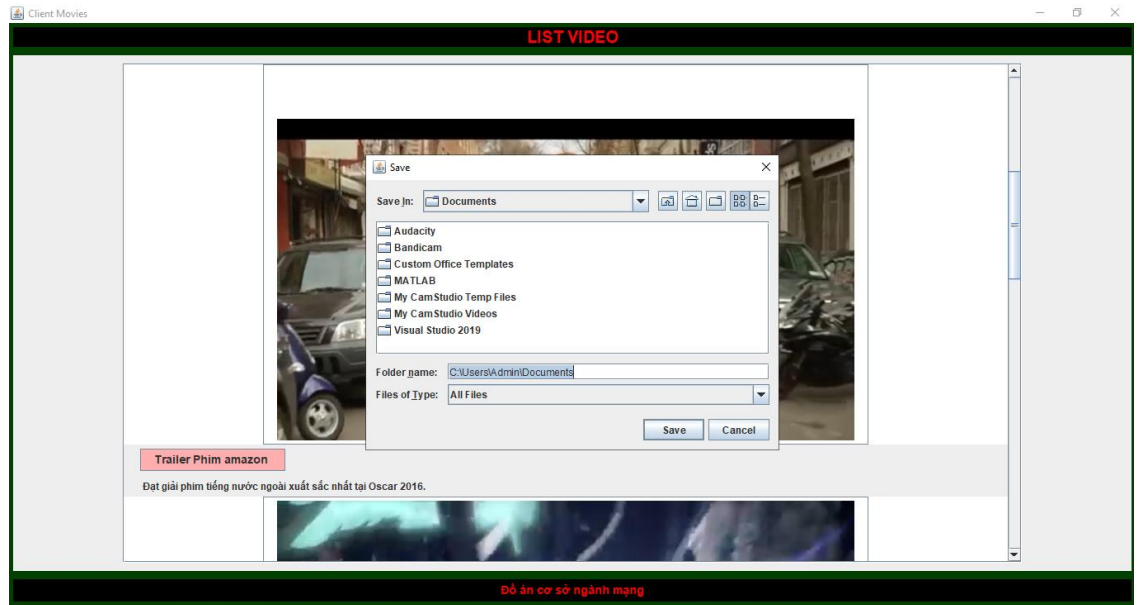 Client Movies
LIST VIDEO
Save
Save In: Documents
Audacity
Bandicam
Custom Office Templates
MATLAB
My CamStudio Temp Files
My CamStudio Videos
Visual Studio 2019
Folder name: C:\Users\Admin\Documents
Files of Type: All Files
Save Cancel
Trailer Phim amazon
Đạt giải phim tiếng nước ngoài xuất sắc nhất tại Oscar 2016.
Đồ án cơ sở ngành mạng